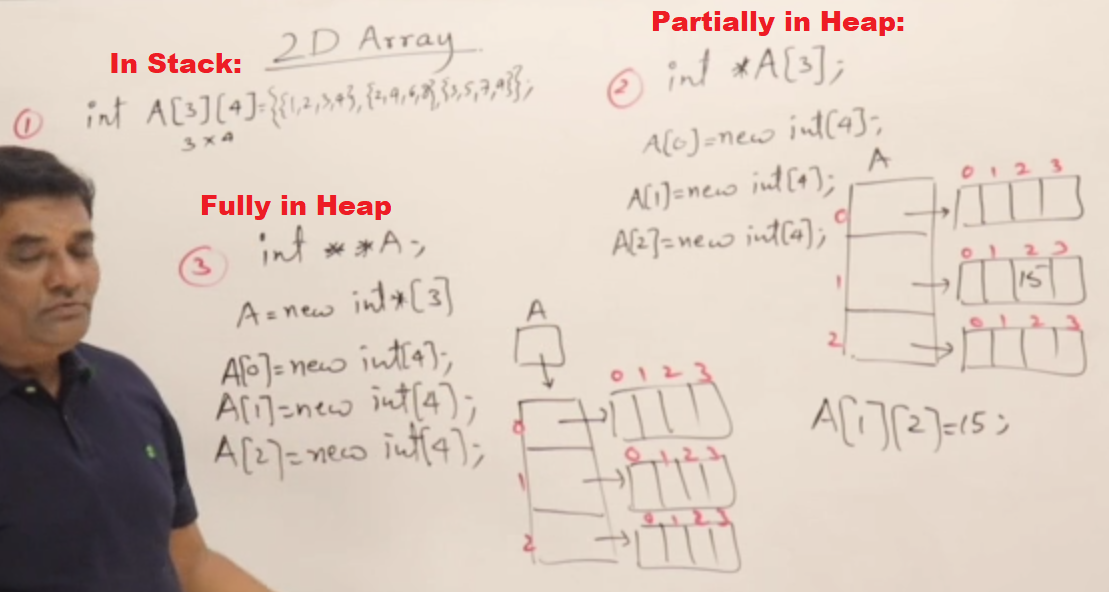 2D Array
In Stack:
① int A[3][4]={{1,2,3,4},{2,4,6,8},{3,5,7,9}};
3 x 4
Partially in Heap:
② int *A[3];
A[0]=new int[4];
A[1]=new int[4];
A[2]=new int[4];
A
0 1 2 3
0
0 1 2 3
1 15
0 1 2 3
2
A[1][2]=15;
Fully in Heap
③ int **A;
A=new int*[3]
A[0]=new int[4];
A[1]=new int[4];
A[2]=new int[4];
A
0 1 2 3
0
0 1 2 3
1
0 1 2 3
2